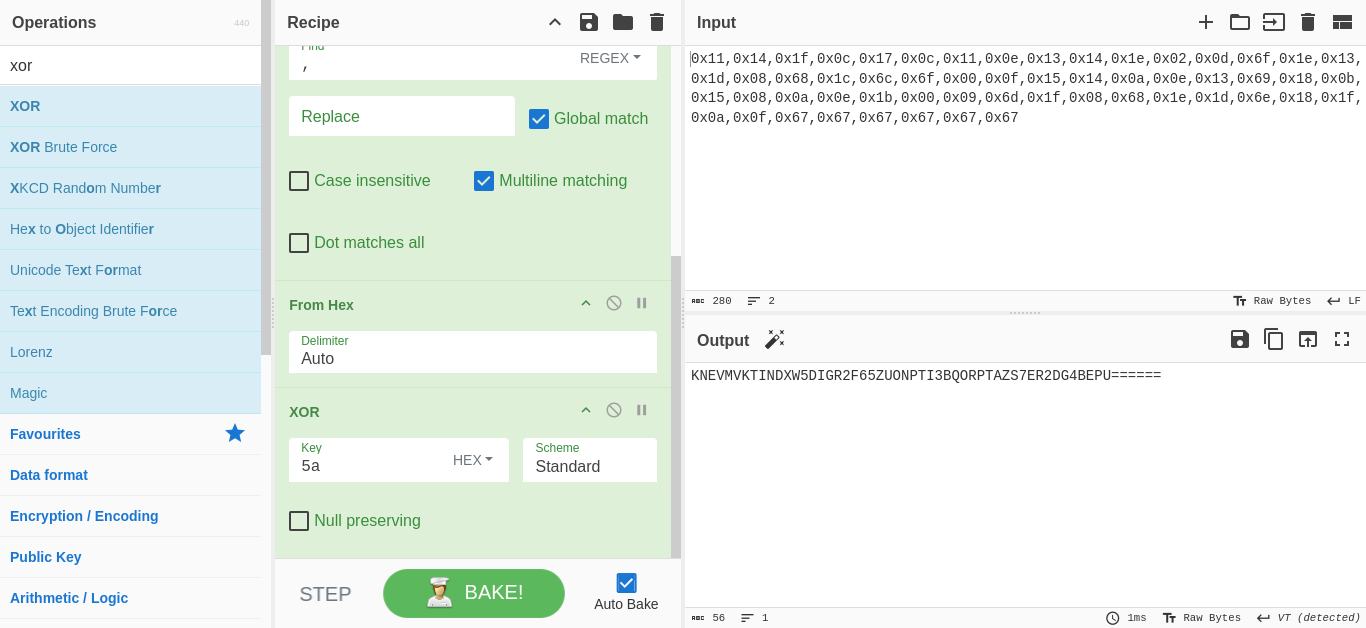 Operations
440
xor
XOR
XOR Brute Force
XKCD Random Number
Hex to Object Identifier
Unicode Text Format
Text Encoding Brute Force
Lorenz
Magic
Favourites
Data format
Encryption / Encoding
Public Key
Arithmetic / Logic
Recipe
Find
,
REGEX
Replace
Global match
Case insensitive
Multiline matching
Dot matches all
From Hex
Delimiter
Auto
XOR
Key
5a
HEX
Scheme
Standard
Null preserving
STEP
BAKE!
Auto Bake
Input
0x11,0x14,0x1f,0x0c,0x17,0x0c,0x11,0x0e,0x13,0x14,0x1e,0x02,0x0d,0x6f,0x1e,0x13,
0x1d,0x08,0x68,0x1c,0x6c,0x6f,0x00,0x0f,0x15,0x14,0x0a,0x0e,0x13,0x69,0x18,0x0b,
0x15,0x08,0x0a,0x0e,0x1b,0x00,0x09,0x6d,0x1f,0x08,0x68,0x1e,0x1d,0x6e,0x18,0x1f,
0x0a,0x0f,0x67,0x67,0x67,0x67,0x67,0x67
ABC 280 2
Raw Bytes LF
Output
KNEVMVKTINDXW5DIGR2F65ZUONPTI3BQORPTAZS7ER2DG4BEPU======
ABC 56 1
1ms Raw Bytes VT (detected)